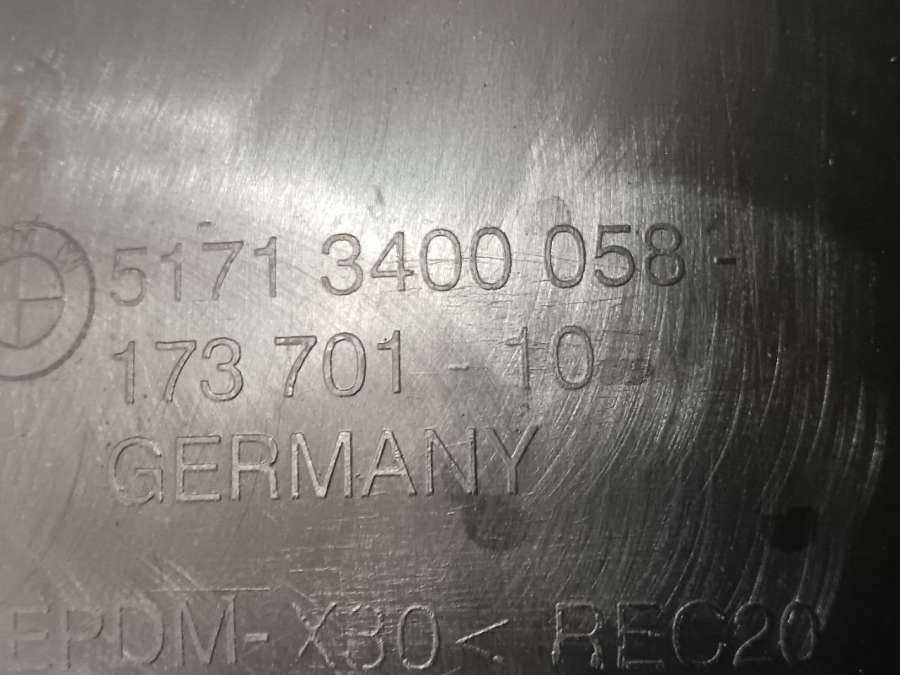 5171 3400 058 -
173 701 - 10
GERMANY
EPDM-X30< REC20